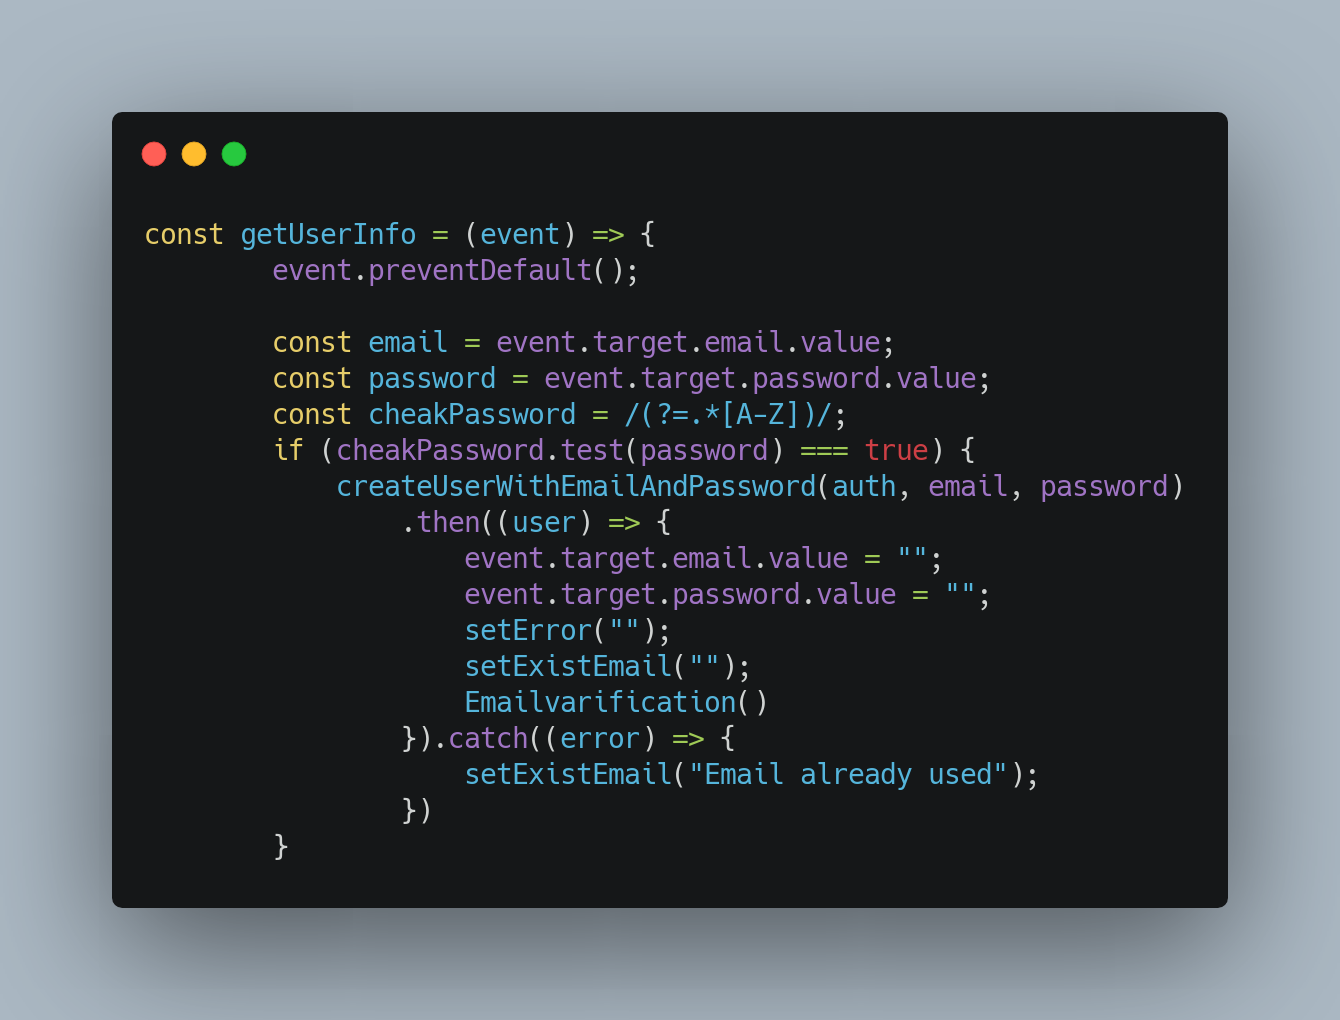 const getUserInfo = (event) => {
        event.preventDefault();

        const email = event.target.email.value;
        const password = event.target.password.value;
        const cheakPassword = /(?=.*[A-Z])/;
        if (cheakPassword.test(password) === true) {
            createUserWithEmailAndPassword(auth, email, password)
                .then((user) => {
                    event.target.email.value = "";
                    event.target.password.value = "";
                    setError("");
                    setExistEmail("");
                    Emailvarification()
                }).catch((error) => {
                    setExistEmail("Email already used");
                })
        }